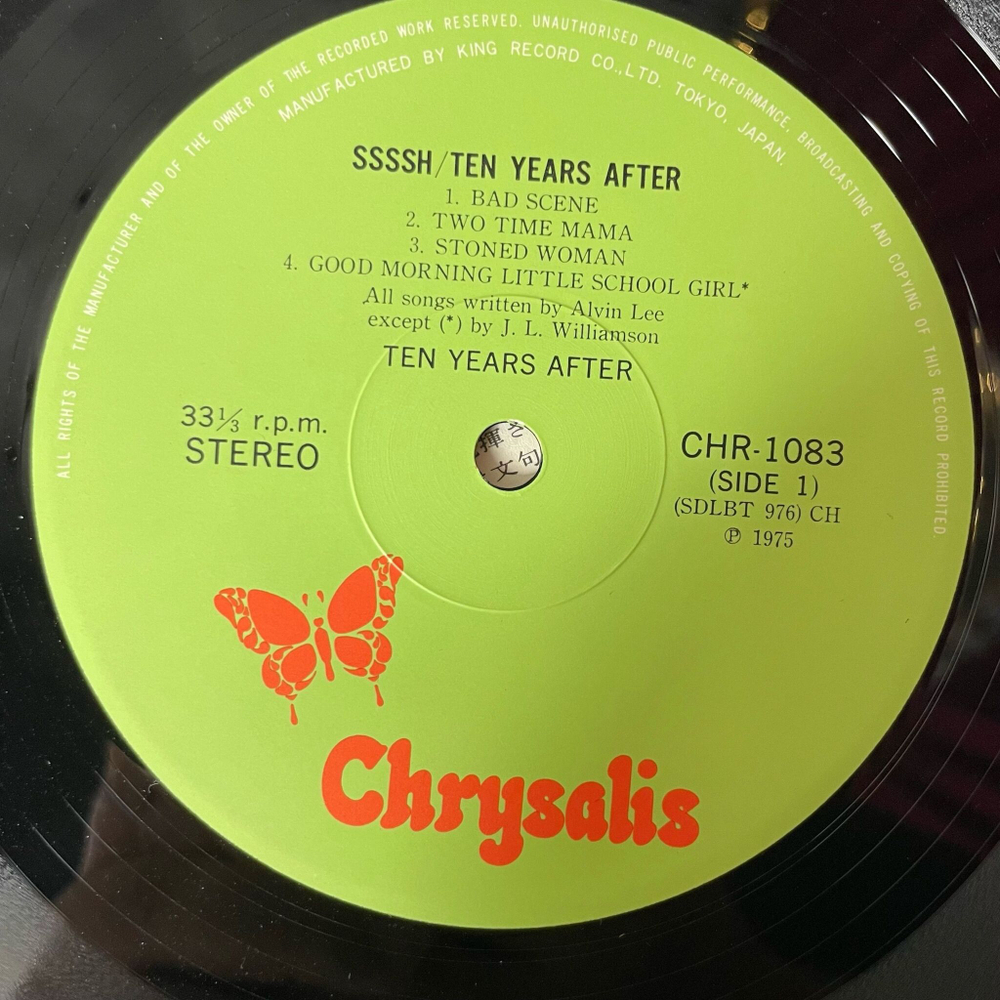 ALL RIGHTS OF THE MANUFACTURER AND OF THE OWNER OF THE RECORDED WORK RESERVED. UNAUTHORISED PUBLIC PERFORMANCE, BROADCASTING AND COPYING OF THIS RECORD PROHIBITED.
MANUFACTURED BY KING RECORD CO.,LTD. TOKYO, JAPAN.
SSSSH/TEN YEARS AFTER
1. BAD SCENE
2. TWO TIME MAMA
3. STONED WOMAN
4. GOOD MORNING LITTLE SCHOOL GIRL*
All songs written by Alvin Lee
except (*) by J. L. Williamson
TEN YEARS AFTER
33⅓ r.p.m.
STEREO
揮さ
文句
CHR-1083
(SIDE 1)
(SDLBT 976) CH
Ⓟ 1975
Chrysalis